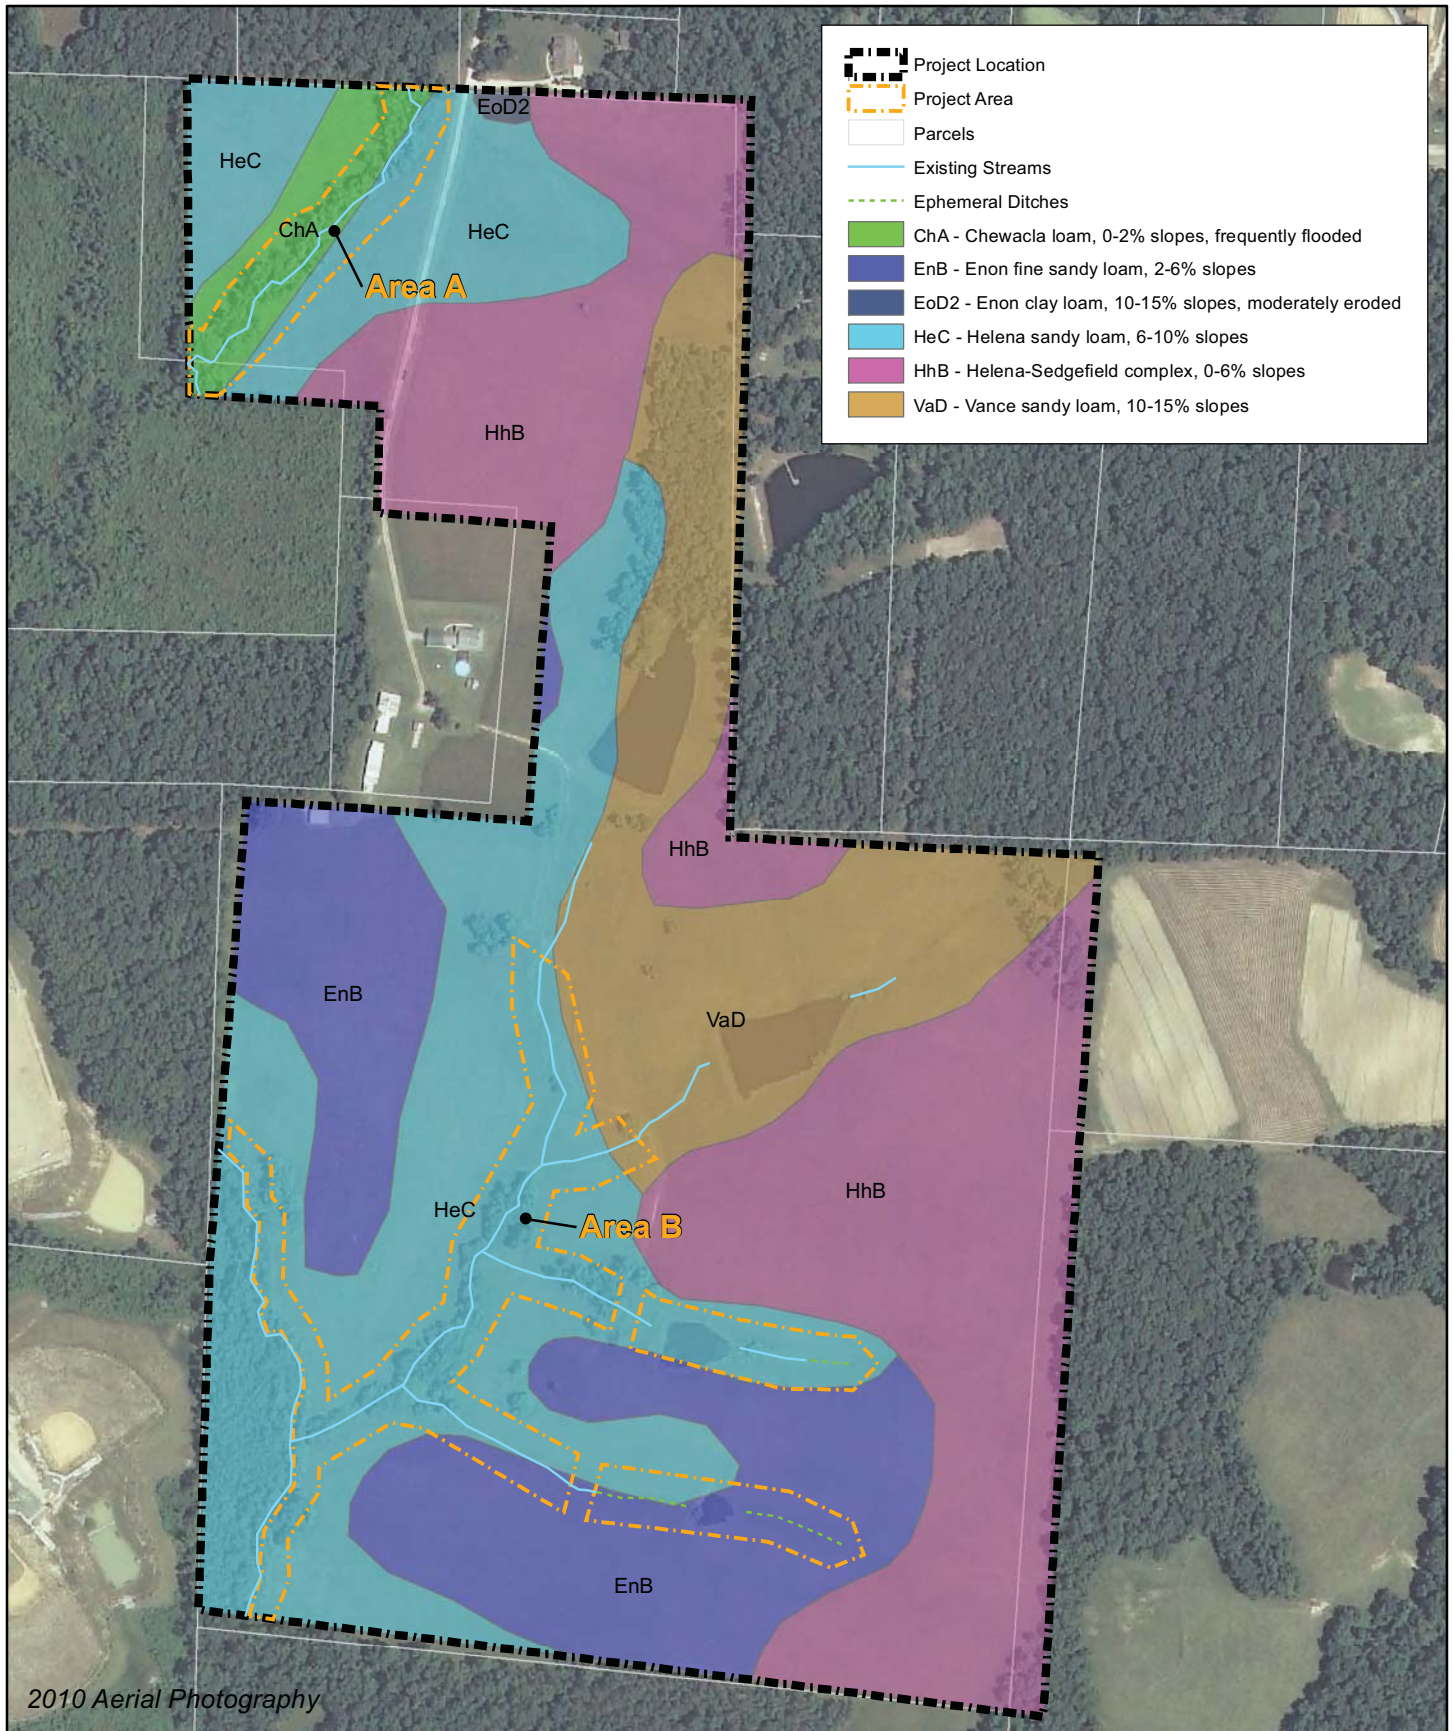 Project Location
Project Area
Parcels
Existing Streams
Ephemeral Ditches
ChA - Chewacla loam, 0-2% slopes, frequently flooded
EnB - Enon fine sandy loam, 2-6% slopes
EoD2 - Enon clay loam, 10-15% slopes, moderately eroded
HeC - Helena sandy loam, 6-10% slopes
HhB - Helena-Sedgefield complex, 0-6% slopes
VaD - Vance sandy loam, 10-15% slopes
EoD2
HeC
ChA
HeC
Area A
HhB
HhB
EnB
VaD
HhB
HeC
Area B
EnB
2010 Aerial Photography